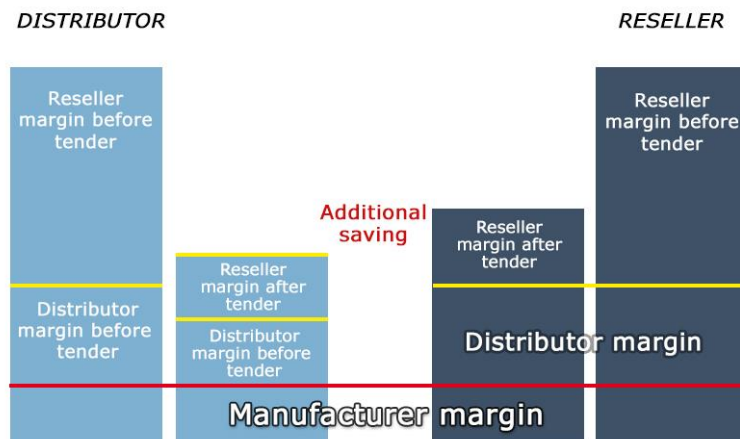 DISTRIBUTOR
RESELLER
Reseller
margin before
tender
Distributor
margin before
tender
Reseller
margin after
tender
Distributor
margin before
tender
Additional
saving
Reseller
margin after
tender
Reseller
margin before
tender
Distributor margin
Manufacturer margin